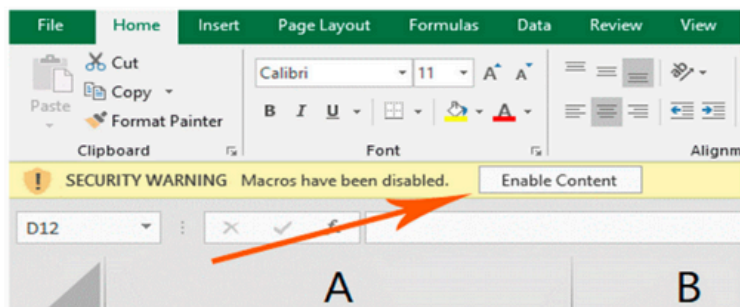 File Home Insert Page Layout Formulas Data Review View
Cut
Copy
Paste
Format Painter
Calibri 11 A A
B I U A
Clipboard Font Alignm
SECURITY WARNING Macros have been disabled. Enable Content
D12
A B